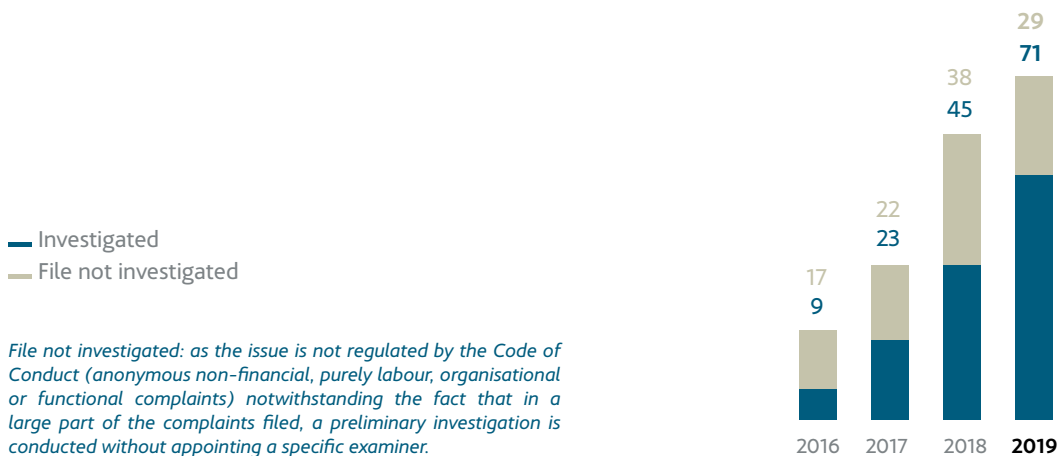 29
71
38
45
22
23
Investigated
File not investigated
17
9
File not investigated: as the issue is not regulated by the Code of
Conduct (anonymous non-financial, purely labour, organisational
or functional complaints) notwithstanding the fact that in a
large part of the complaints filed, a preliminary investigation is
conducted without appointing a specific examiner.
2016 2017 2018 2019